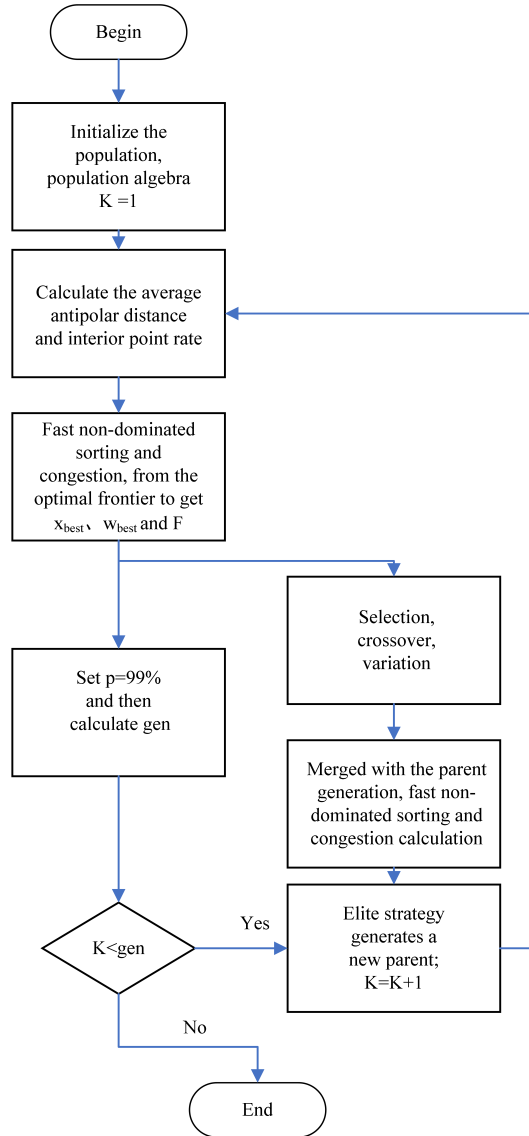 Begin
Initialize the
population,
population algebra
K =1
Calculate the average
antipolar distance
and interior point rate
Fast non-dominated
sorting and
congestion, from the
optimal frontier to get
xbest、wbest and F
Selection,
crossover,
variation
Set p=99%
and then
calculate gen
Merged with the parent
generation, fast non-
dominated sorting and
congestion calculation
K<gen
Yes
Elite strategy
generates a
new parent;
K=K+1
No
End